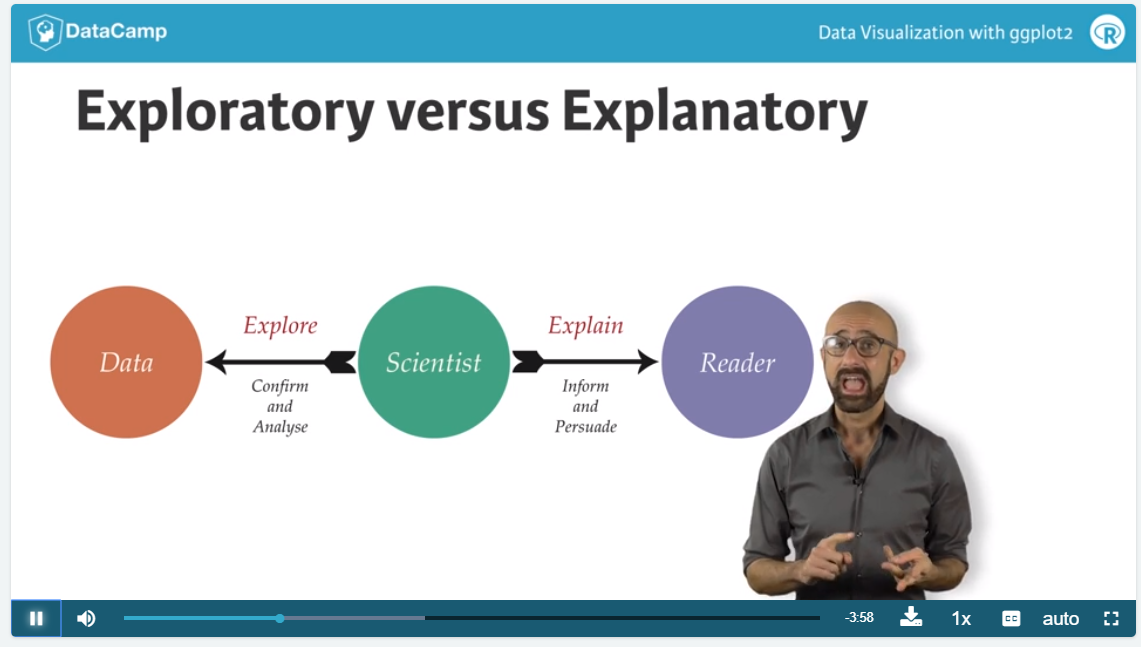 DataCamp
Data Visualization with ggplot2
R
Exploratory versus Explanatory
Data
Explore
Confirm
and
Analyse
Scientist
Explain
Inform
and
Persuade
Reader
-3:58
1x
CC
auto